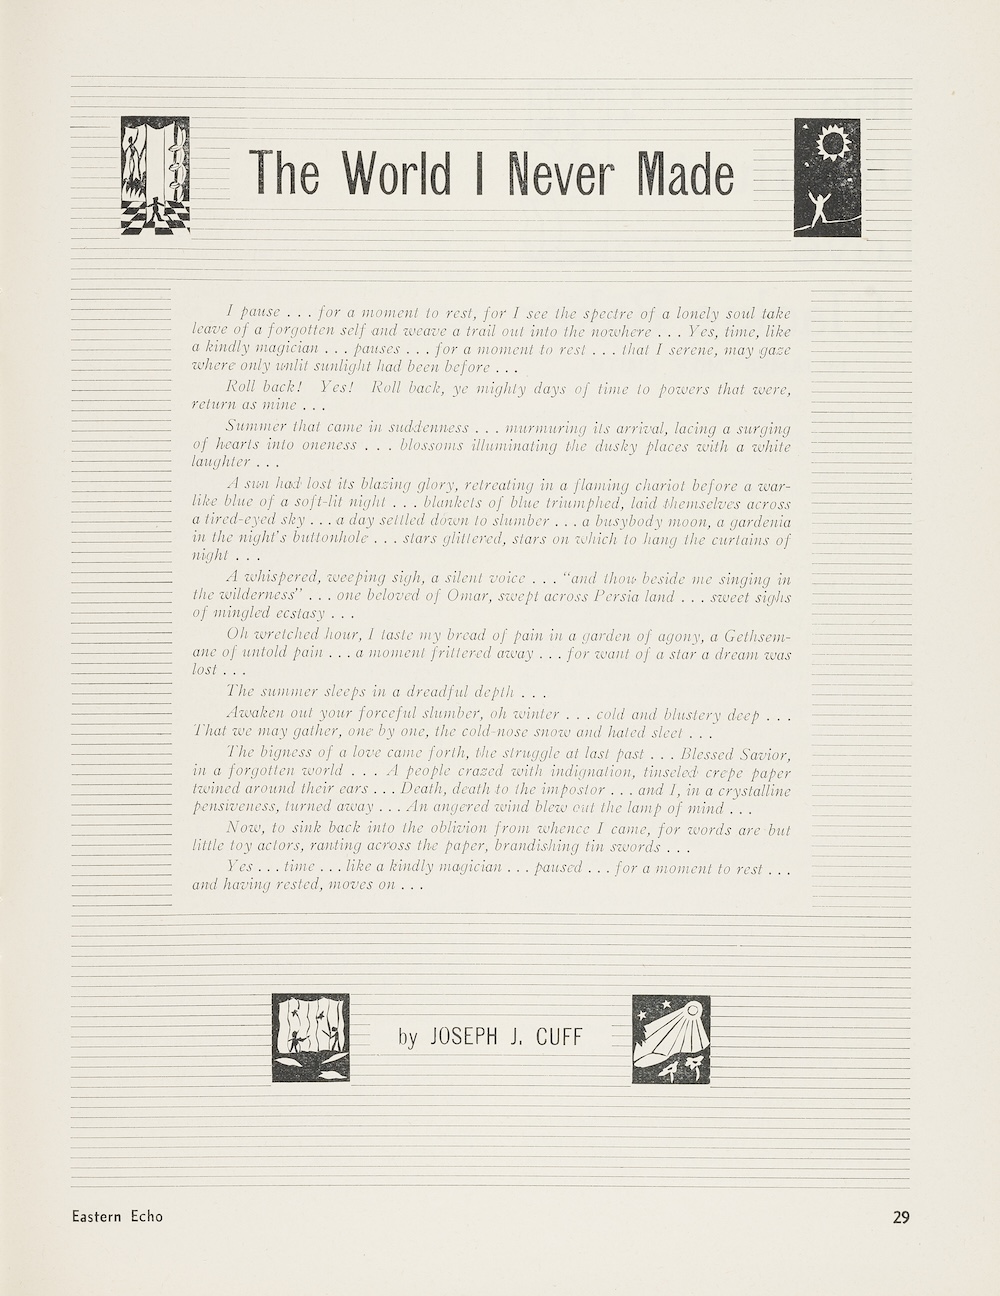 The World I Never Made
I pause . . . for a moment to rest, for I see the spectre of a lonely soul take
leave of a forgotten self and weave a trail out into the nowhere . . . Yes, time, like
a kindly magician . . . pauses . . . for a moment to rest . . . that I serene, may gaze
where only unlit sunlight had been before . . .
Roll back! Yes! Roll back, ye mighty days of time to powers that were,
return as mine . . .
Summer that came in suddenness . . . murmuring its arrival, lacing a surging
of hearts into oneness . . . blossoms illuminating the dusky places with a white
laughter . . .
A sun had lost its blazing glory, retreating in a flaming chariot before a war-
like blue of a soft-lit night . . . blankets of blue triumphed, laid themselves across
a tired-eyed sky . . . a day settled down to slumber . . . a busybody moon, a gardenia
in the night's buttonhole . . . stars glittered, stars on which to hang the curtains of
night . . .
A whispered, weeping sigh, a silent voice . . . "and thou beside me singing in
the wilderness" . . . one beloved of Omar, swept across Persia land . . . sweet sighs
of mingled ecstasy . . .
Oh wretched hour, I taste my bread of pain in a garden of agony, a Gethsem-
ane of untold pain . . . a moment frittered away . . . for want of a star a dream was
lost . . .
The summer sleeps in a dreadful depth . . .
Awaken out your forceful slumber, oh winter . . . cold and blustery deep . . .
That we may gather, one by one, the cold-nose snow and hated sleet . . .
The bigness of a love came forth, the struggle at last past . . . Blessed Savior,
in a forgotten world . . . A people crazed with indignation, tinseled crepe paper
twined around their ears . . . Death, death to the impostor . . . and I, in a crystalline
pensiveness, turned away . . . An angered wind blew out the lamp of mind . . .
Now, to sink back into the oblivion from whence I came, for words are but
little toy actors, ranting across the paper, brandishing tin swords . . .
Yes . . . time . . . like a kindly magician . . . paused . . . for a moment to rest . . .
and having rested, moves on . . .
by JOSEPH J. CUFF
Eastern Echo
29